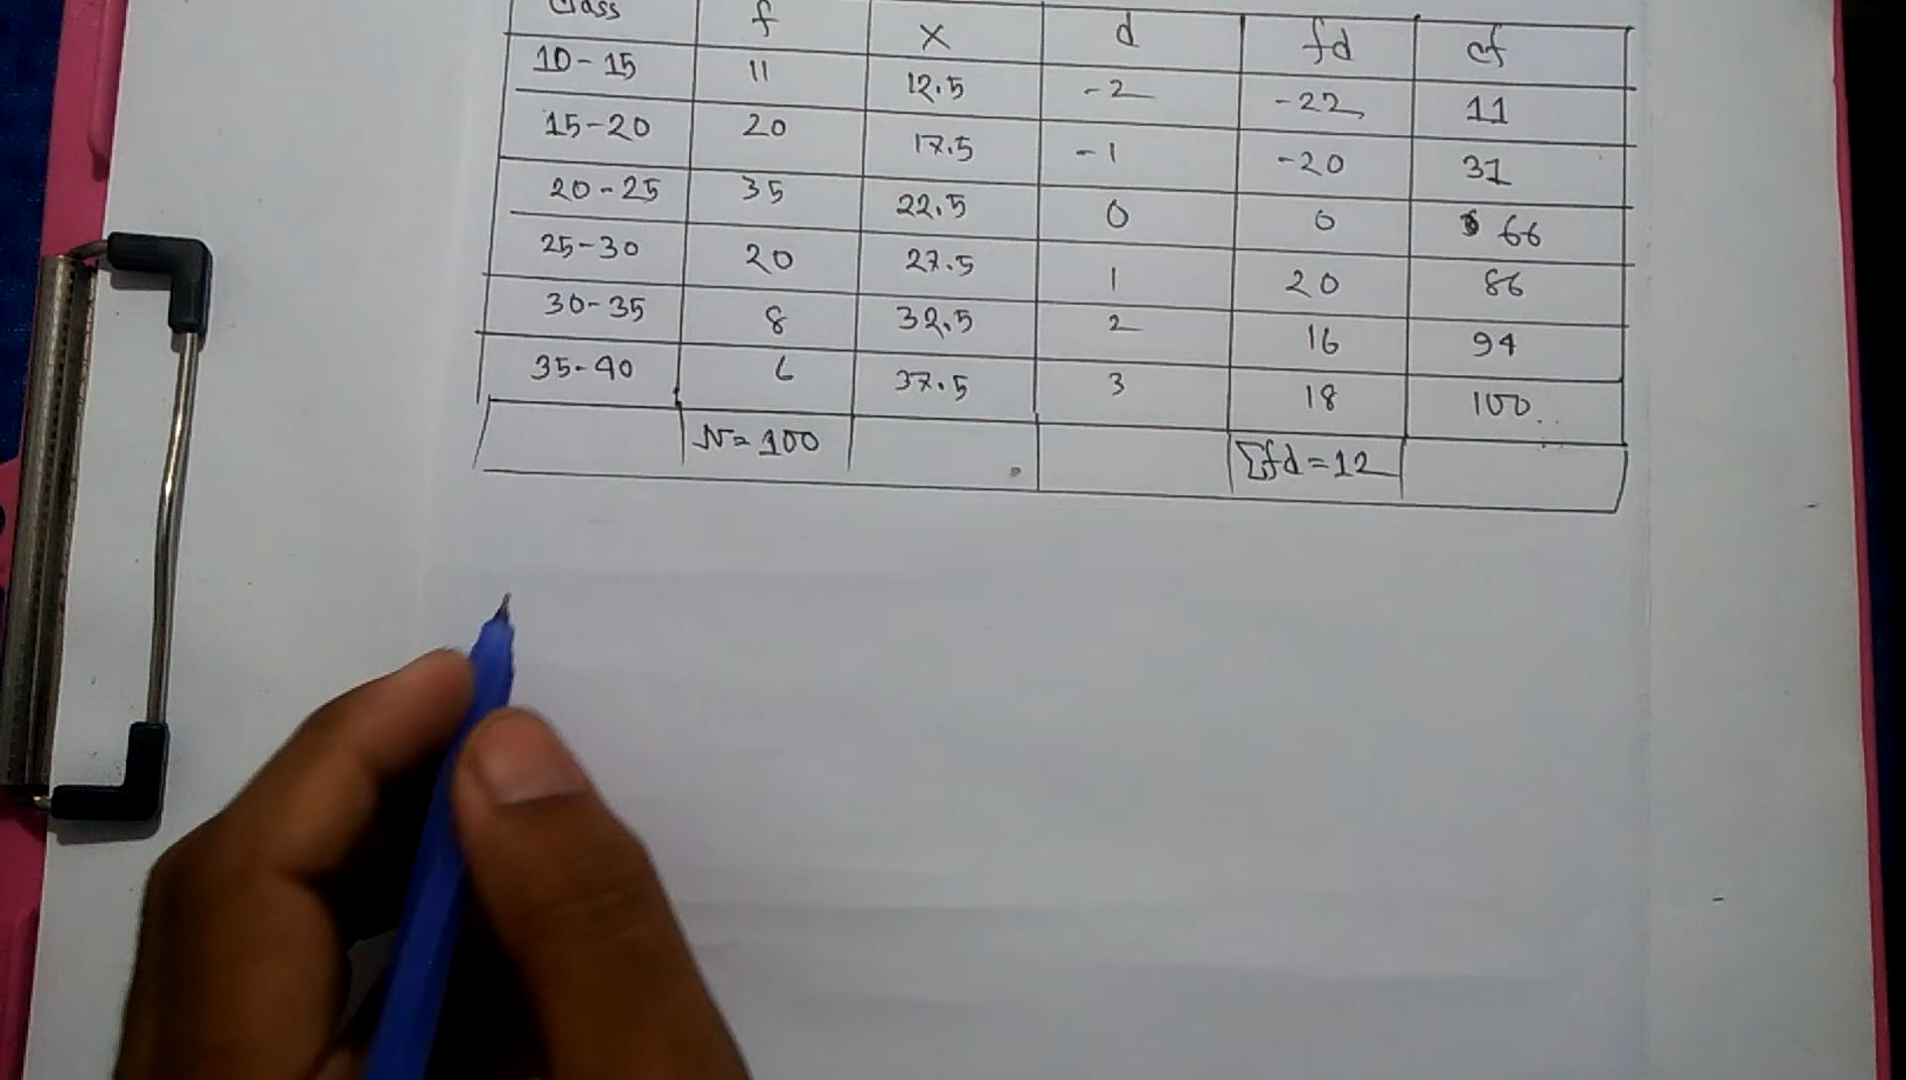 Class f x d fd cf
10-15 11 12.5 -2 -22 11
15-20 20 17.5 -1 -20 31
20-25 35 22.5 0 0 66
25-30 20 27.5 1 20 86
30-35 8 32.5 2 16 94
35-40 6 37.5 3 18 100
N=100 Σfd=12